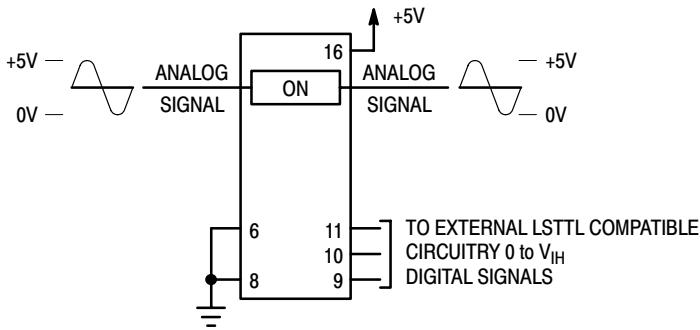 +5V
16
+5V
ANALOG
SIGNAL
0V
ON
ANALOG
SIGNAL
+5V
0V
6
8
11
10
9
TO EXTERNAL LSTTL COMPATIBLE
CIRCUITRY 0 to VIH
DIGITAL SIGNALS